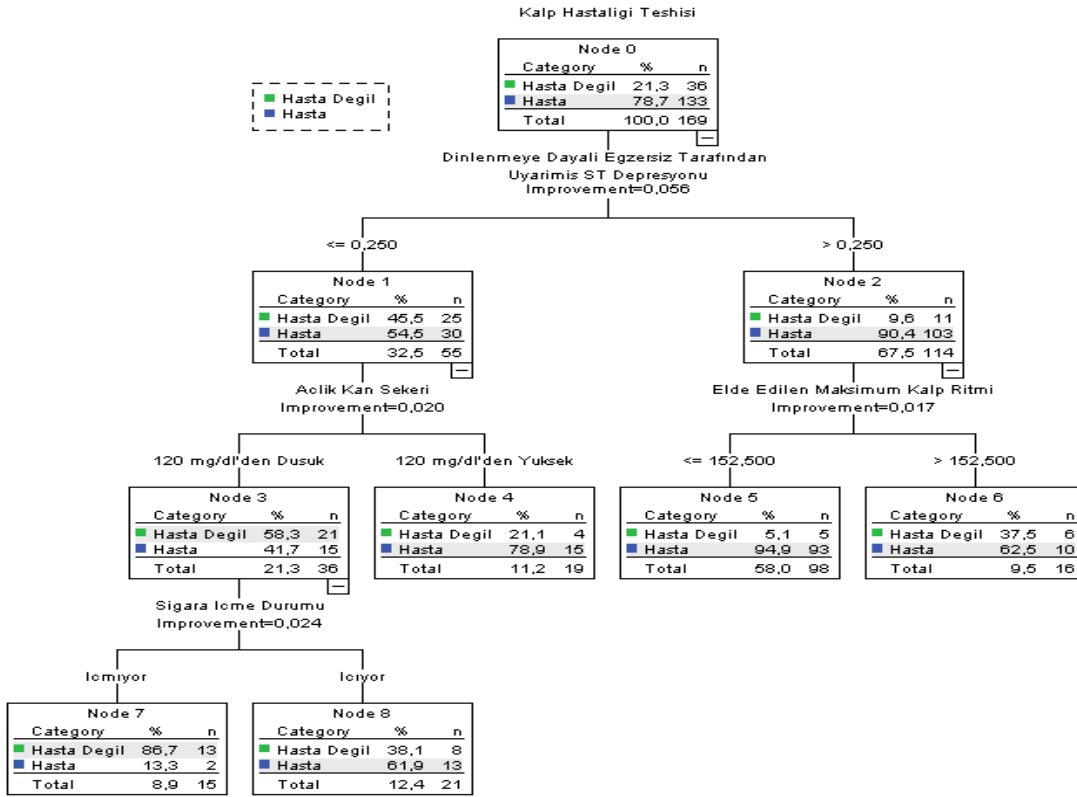 Kalp Hastaligi Teshisi
Hasta Degil
Hasta
Node 0
Category % n
Hasta Degil 21,3 36
Hasta 78,7 133
Total 100,0 169
Dinlenmeye Dayali Egzersiz Tarafından
Uyarimis ST Depresyonu
Improvement=0,056
<= 0,250
> 0,250
Node 1
Category % n
Hasta Degil 45,5 25
Hasta 54,5 30
Total 32,5 55
Node 2
Category % n
Hasta Degil 9,6 11
Hasta 90,4 103
Total 67,5 114
Aclik Kan Sekeri
Improvement=0,020
Elde Edilen Maksimum Kalp Ritmi
Improvement=0,017
120 mg/dl'den Dusuk
120 mg/dl'den Yuksek
<= 152,500
> 152,500
Node 3
Category % n
Hasta Degil 58,3 21
Hasta 41,7 15
Total 21,3 36
Node 4
Category % n
Hasta Degil 21,1 4
Hasta 78,9 15
Total 11,2 19
Node 5
Category % n
Hasta Degil 5,1 5
Hasta 94,9 93
Total 58,0 98
Node 6
Category % n
Hasta Degil 37,5 6
Hasta 62,5 10
Total 9,5 16
Sigara Icme Durumu
Improvement=0,024
Icmiyor
Iciyor
Node 7
Category % n
Hasta Degil 86,7 13
Hasta 13,3 2
Total 8,9 15
Node 8
Category % n
Hasta Degil 38,1 8
Hasta 61,9 13
Total 12,4 21